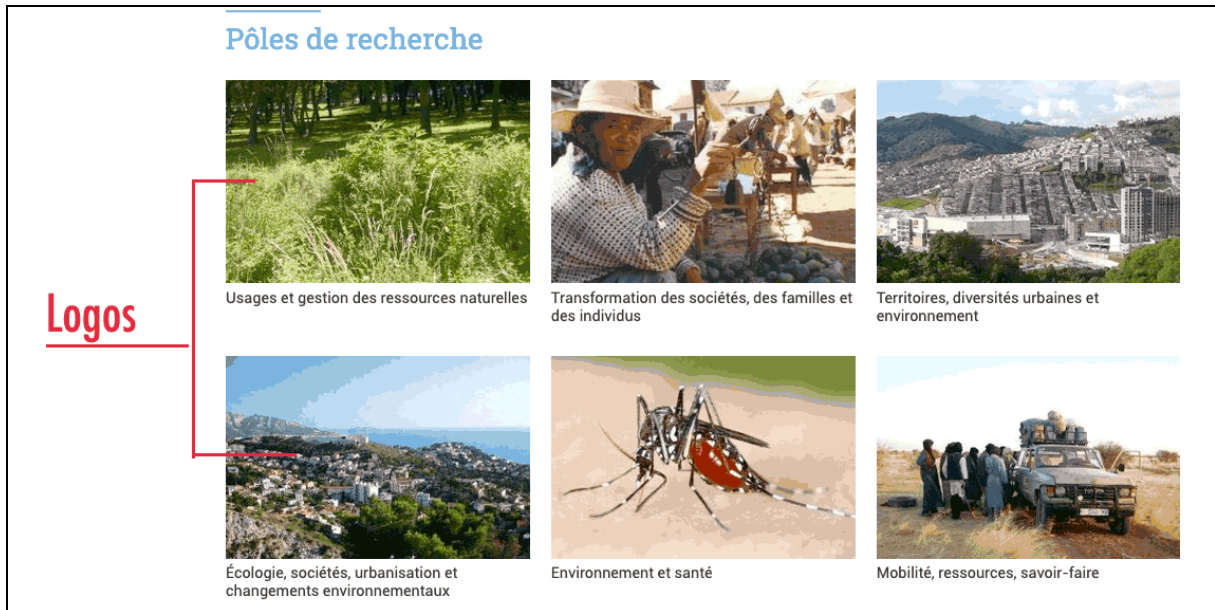 Pôles de recherche
Logos
Usages et gestion des ressources naturelles
Transformation des sociétés, des familles et
des individus
Territoires, diversités urbaines et
environnement
Écologie, sociétés, urbanisation et
changements environnementaux
Environnement et santé
Mobilité, ressources, savoir-faire